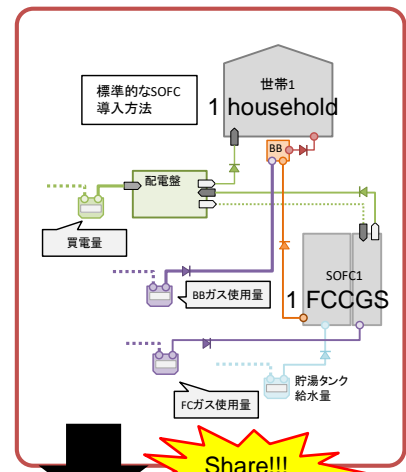 標準的なSOFC
導入方法
世帯1
1 household
BB
配電盤
買電量
BBガス使用量
SOFC1
1 FCCGS
FCガス使用量
貯湯タンク
給水量
Share!!!